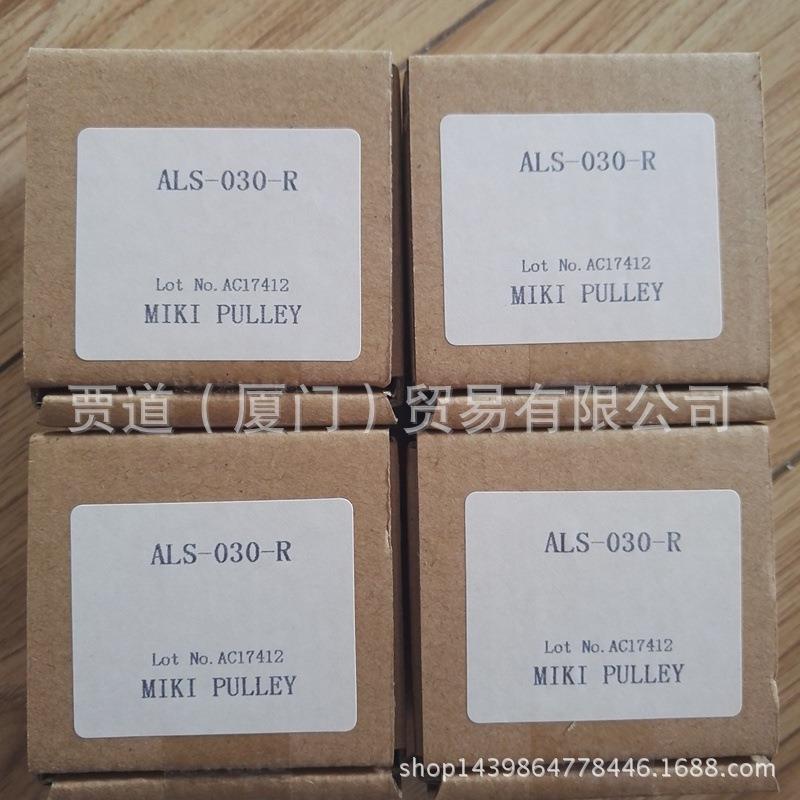 ALS-030-R
Lot No. AC17412
MIKI PULLEY
ALS-030-R
Lot No. AC17412
MIKI PULLEY
贾道（厦门）贸易有限公司
ALS-030-R
Lot No. AC17412
MIKI PULLEY
ALS-030-R
Lot No. AC17412
MIKI PULLEY
shop1439864778446.1688.com